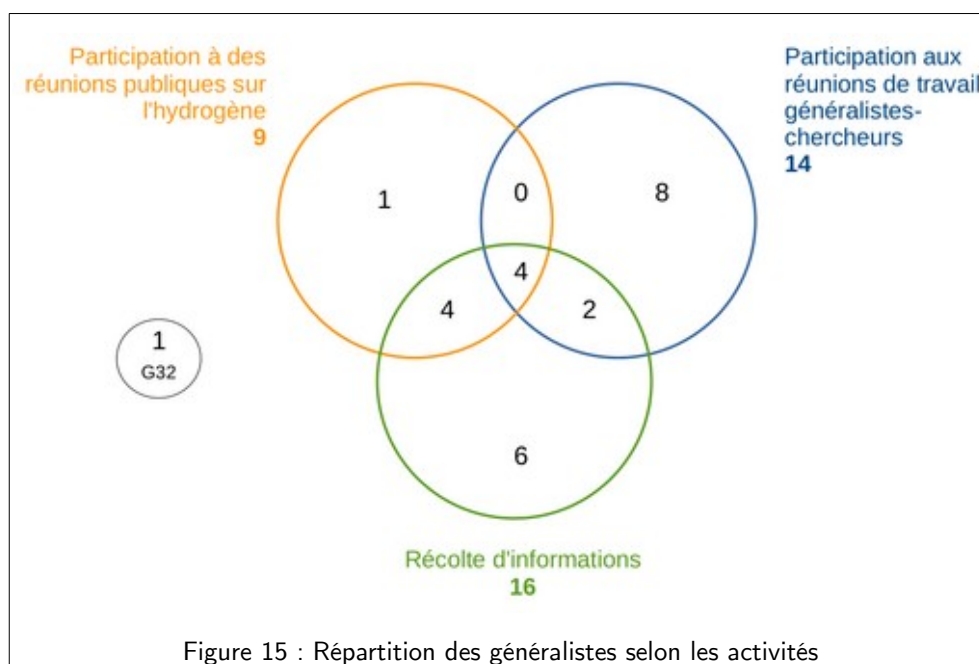 Participation à des
réunions publiques sur
l'hydrogène
9
Participation aux
réunions de travail
généralistes-
chercheurs
14
1
0
8
4
4
2
1
G32
6
Récolte d'informations
16
Figure 15 : Répartition des généralistes selon les activités